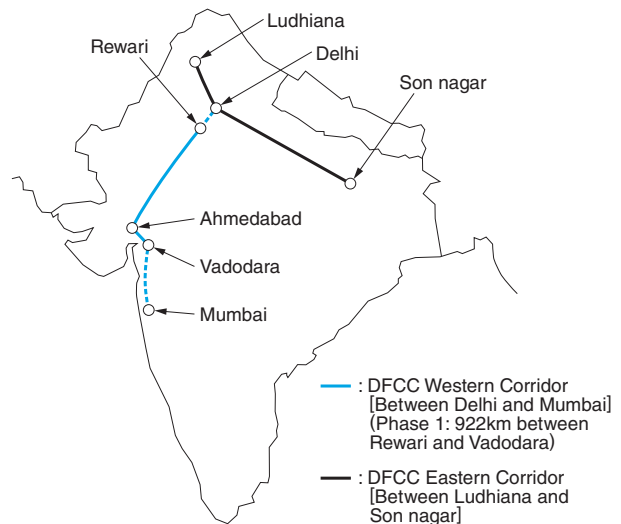 Ludhiana
Rewari
Delhi
Son nagar
Ahmedabad
Vadodara
Mumbai
: DFCC Western Corridor
[Between Delhi and Mumbai]
(Phase 1: 922km between
Rewari and Vadodara)
: DFCC Eastern Corridor
[Between Ludhiana and
Son nagar]